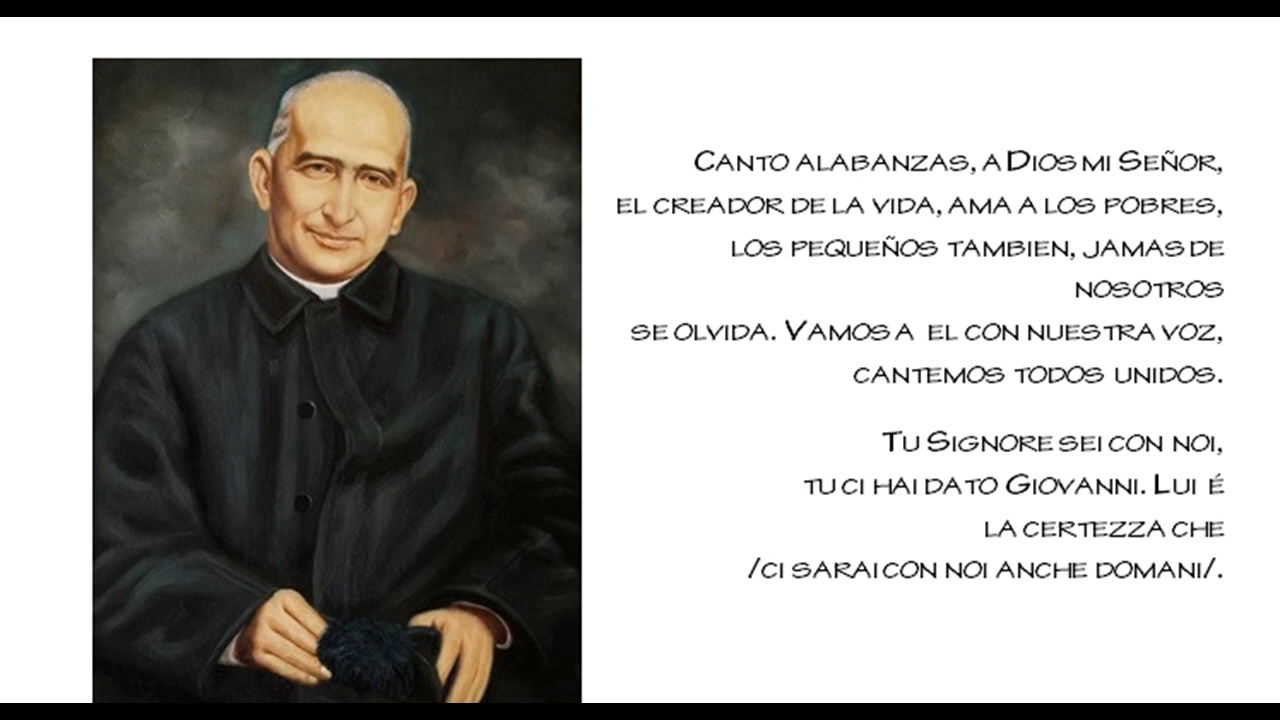 Canto alabanzas, a Dios mi Señor,
el creador de la vida, ama a los pobres,
los pequeños tambien, jamas de
nosotros
se olvida. Vamos a el con nuestra voz,
cantemos todos unidos.
Tu Signore sei con noi,
tu ci hai dato Giovanni. Lui é
la certezza che
/ci sarai con noi anche domani/.